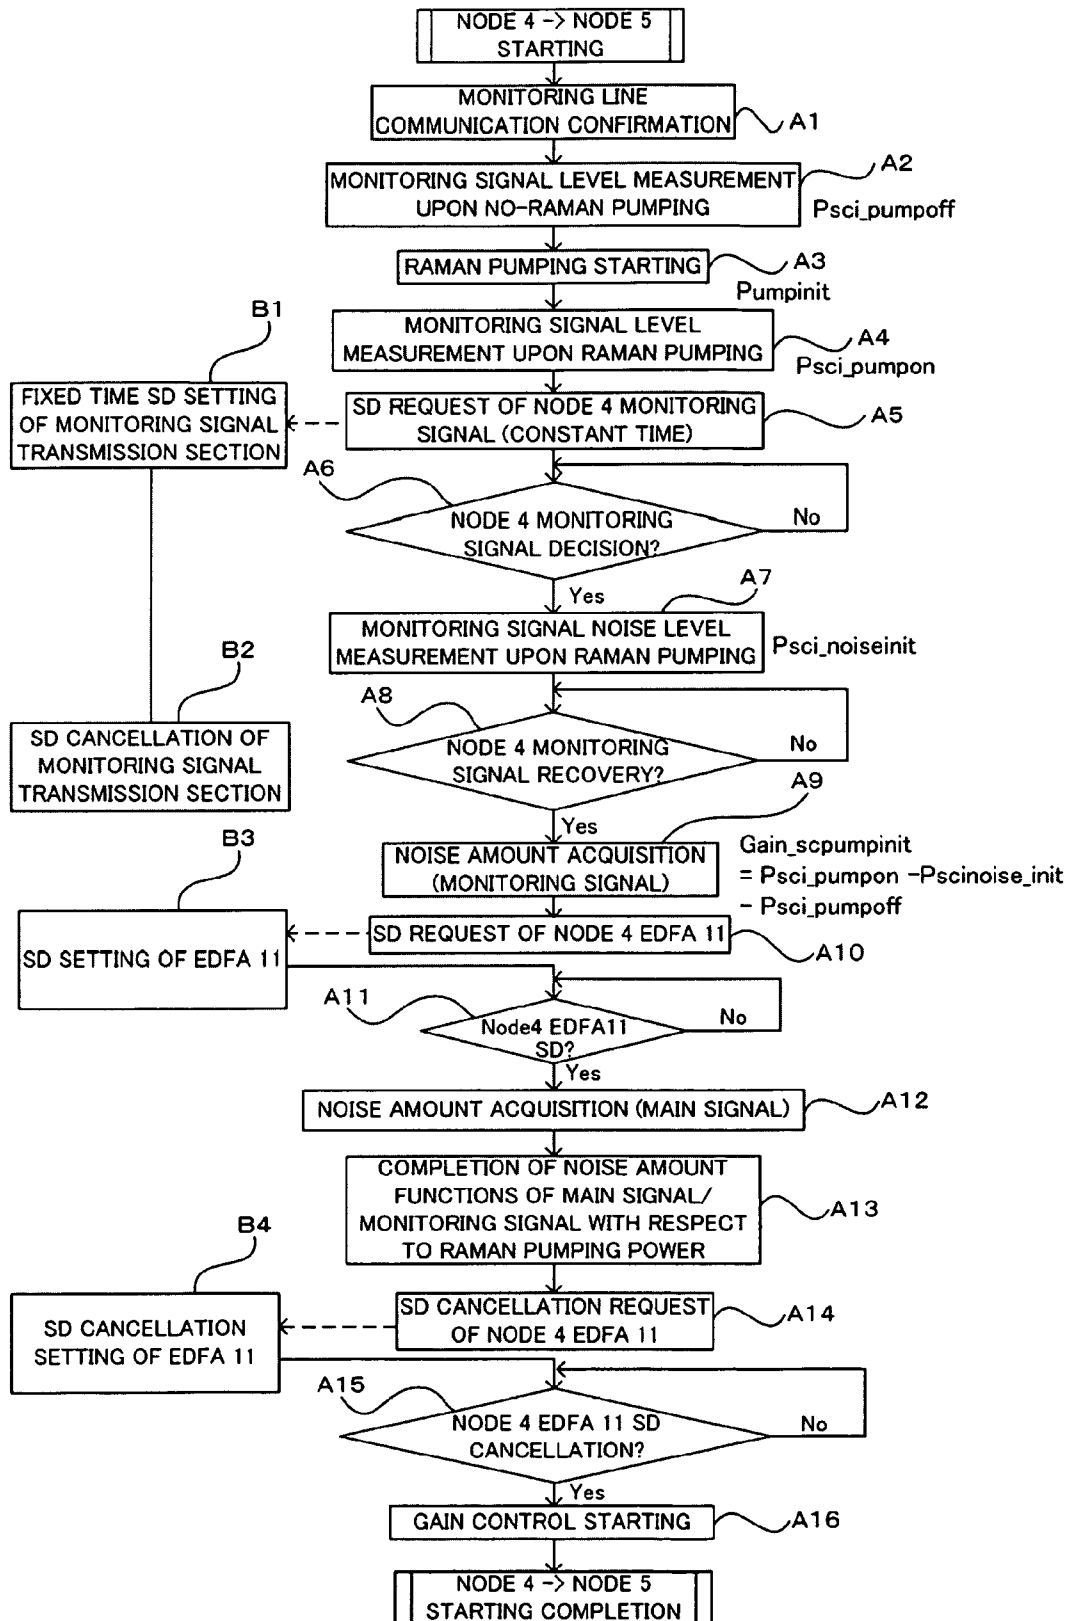 NODE 4 -> NODE 5
STARTING
MONITORING LINE
COMMUNICATION CONFIRMATION
A1
MONITORING SIGNAL LEVEL MEASUREMENT
UPON NO-RAMAN PUMPING
A2
Psci_pumpoff
RAMAN PUMPING STARTING
A3
Pumpinit
B1
MONITORING SIGNAL LEVEL
MEASUREMENT UPON RAMAN PUMPING
A4
Psci_pumpon
FIXED TIME SD SETTING
OF MONITORING SIGNAL
TRANSMISSION SECTION
SD REQUEST OF NODE 4 MONITORING
SIGNAL (CONSTANT TIME)
A5
A6
NODE 4 MONITORING
SIGNAL DECISION?
No
Yes
A7
MONITORING SIGNAL NOISE LEVEL
MEASUREMENT UPON RAMAN PUMPING
Psci_noiseinit
B2
SD CANCELLATION OF
MONITORING SIGNAL
TRANSMISSION SECTION
A8
NODE 4 MONITORING
SIGNAL RECOVERY?
No
Yes
A9
NOISE AMOUNT ACQUISITION
(MONITORING SIGNAL)
Gain_scpumpinit
= Psci_pumpon -Pscinoise_init
- Psci_pumpoff
B3
SD SETTING OF EDFA 11
SD REQUEST OF NODE 4 EDFA 11
A10
A11
Node4 EDFA11
SD?
No
Yes
NOISE AMOUNT ACQUISITION (MAIN SIGNAL)
A12
COMPLETION OF NOISE AMOUNT
FUNCTIONS OF MAIN SIGNAL/
MONITORING SIGNAL WITH RESPECT
TO RAMAN PUMPING POWER
A13
B4
SD CANCELLATION
SETTING OF EDFA 11
SD CANCELLATION REQUEST
OF NODE 4 EDFA 11
A14
A15
NODE 4 EDFA 11 SD
CANCELLATION?
No
Yes
GAIN CONTROL STARTING
A16
NODE 4 -> NODE 5
STARTING COMPLETION